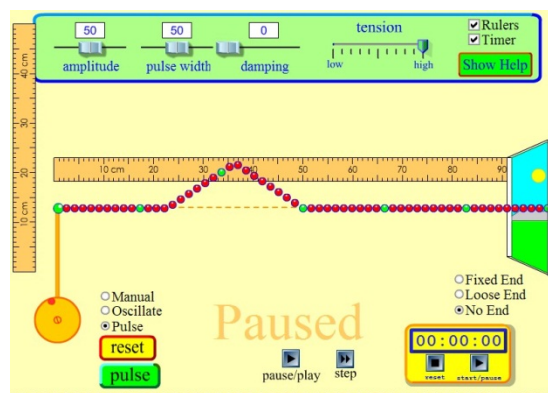 50
50
0
tension
Rulers
Timer
amplitude
pulse width
damping
low
high
Show Help
40 cm
30
20
10 cm
10 cm
20
30
40
50
60
70
80
90
Manual
Oscillate
Pulse
reset
pulse
Paused
pause/play
step
Fixed End
Loose End
No End
00:00:00
reset
start/pause